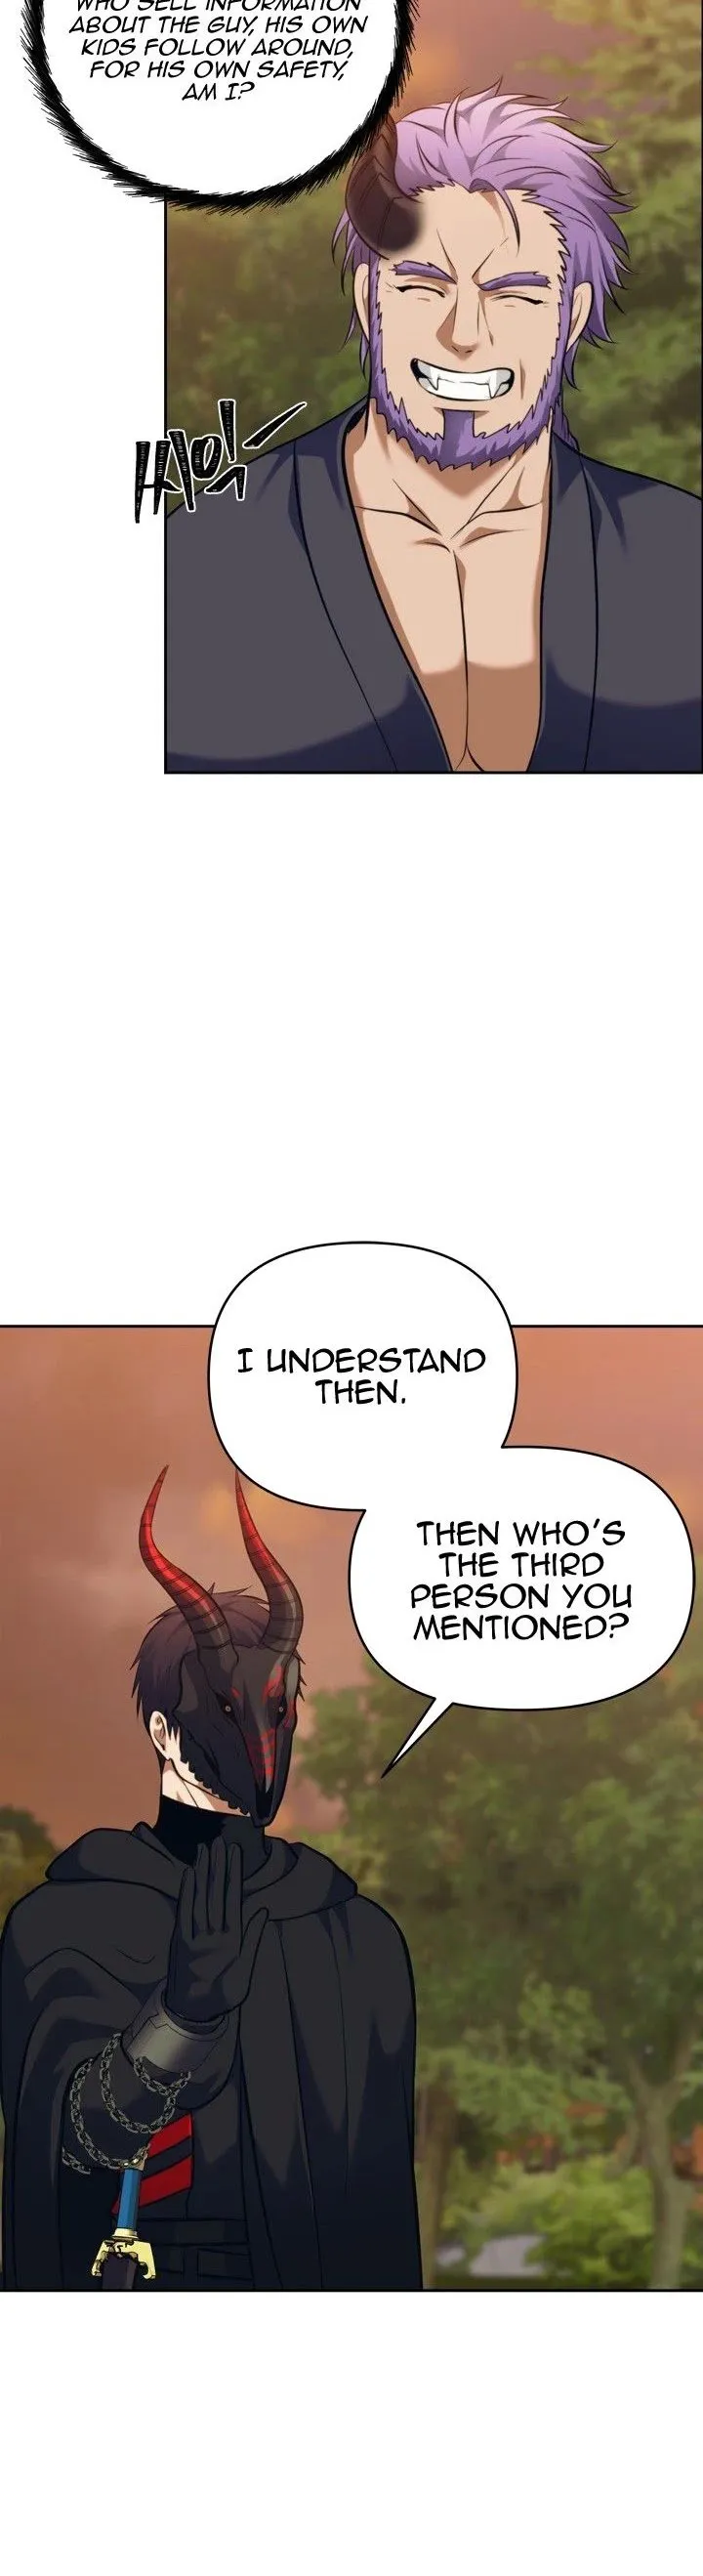 WHO SELL INFORMATION
ABOUT THE GUY, HIS OWN
KIDS FOLLOW AROUND,
FOR HIS OWN SAFETY,
AM I?
I UNDERSTAND
THEN.
THEN WHO'S
THE THIRD
PERSON YOU
MENTIONED?